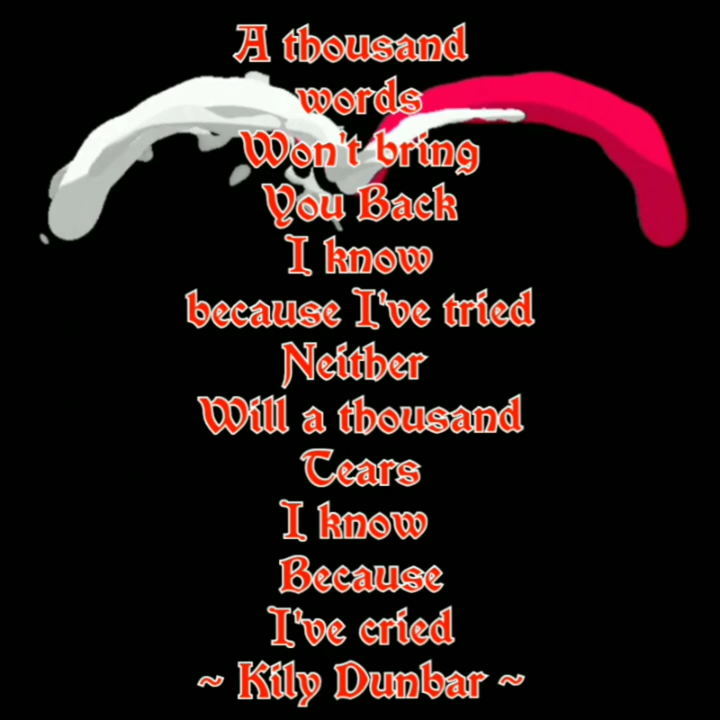 A thousand
words
Won't bring
You Back
I know
because I've tried
Neither
Will a thousand
Tears
I know
Because
I've cried
~ Kily Dunbar ~